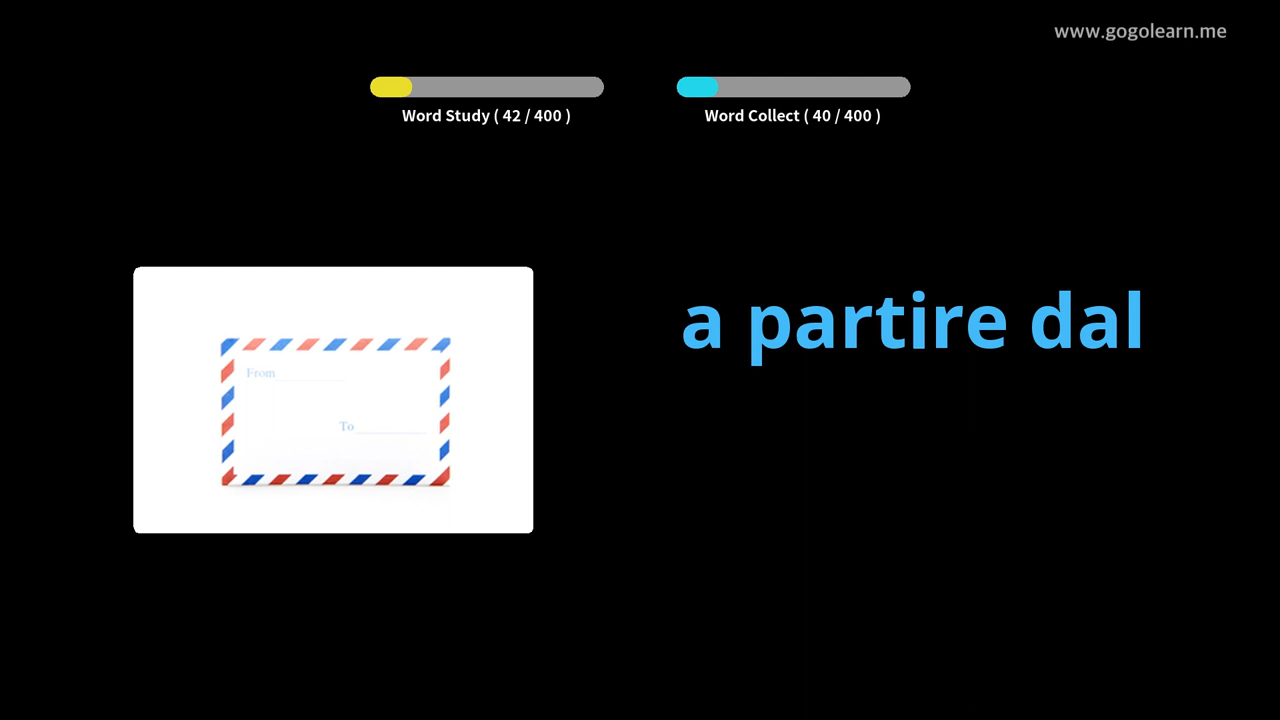 www.gogolearn.me
Word Study ( 42 / 400 )
Word Collect ( 40 / 400 )
a partire dal
From
To